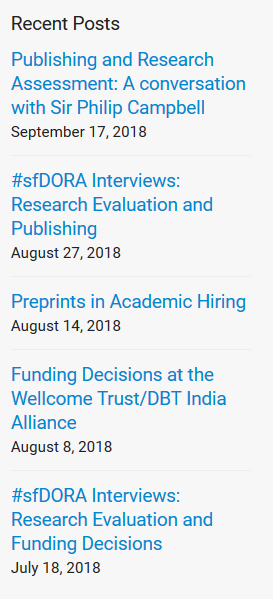 Recent Posts
Publishing and Research
Assessment: A conversation
with Sir Philip Campbell
September 17, 2018
#sfDORA Interviews:
Research Evaluation and
Publishing
August 27, 2018
Preprints in Academic Hiring
August 14, 2018
Funding Decisions at the
Wellcome Trust/DBT India
Alliance
August 8, 2018
#sfDORA Interviews:
Research Evaluation and
Funding Decisions
July 18, 2018